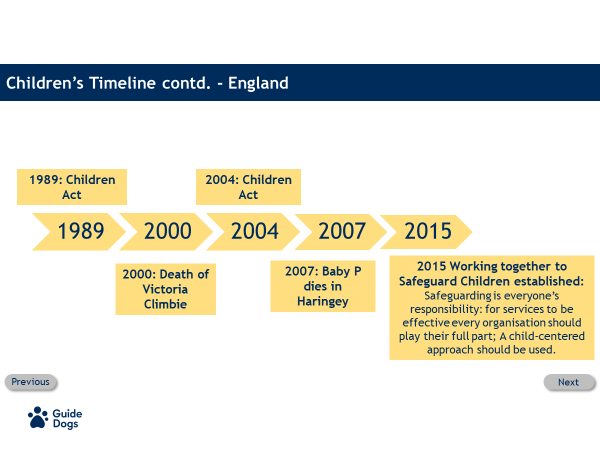 Children's Timeline contd. - England
1989: Children
Act
2004: Children
Act
1989
2000
2004
2007
2015
2000: Death of
Victoria
Climbie
2007: Baby P
dies in
Haringey
2015 Working together to
Safeguard Children established:
Safeguarding is everyone's
responsibility: for services to be
effective every organisation should
play their full part; A child-centered
approach should be used.
Previous
Next
Guide
Dogs